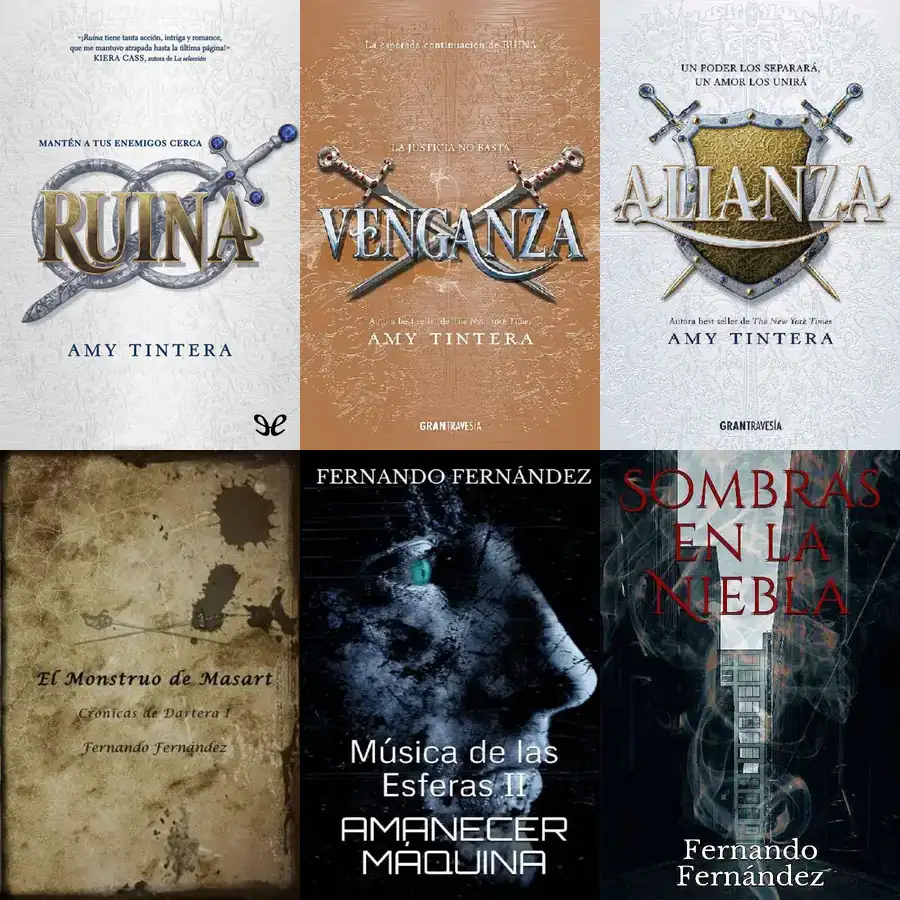 «¡Ruina tiene tanta acción, intriga y romance,
que me mantuvo atrapada hasta la última página!»
KIERA CASS, autora de La selección
MANTÉN A TUS ENEMIGOS CERCA
RUINA
AMY TINTERA
La esperada continuación de RUINA
LA JUSTICIA NO BASTA
VENGANZA
Autora best seller de The New York Times
AMY TINTERA
GRANTRAVESÍA
UN PODER LOS SEPARARÁ,
UN AMOR LOS UNIRÁ
ALIANZA
Autora best seller de The New York Times
AMY TINTERA
GRANTRAVESÍA
El Monstruo de Masart
Crónicas de Dartera I
Fernando Fernández
FERNANDO FERNÁNDEZ
Música de las
Esferas II
AMANECER
MÁQUINA
SOMBRAS
EN LA
NIEBLA
Fernando
Fernández